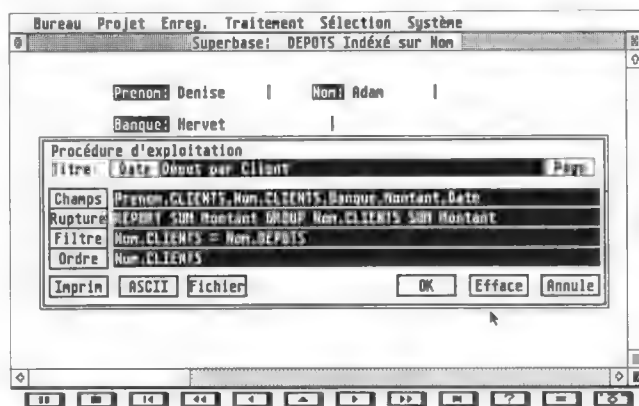 Bureau Projet Enreg. Traitement Sélection Système
Superbase: DEPOTS Indéxé sur Nom
Prenom: Denise Nom: Adam
Banque: Hervet
Procédure d'exploitation
Titre Date Depot par Client Page
Champs Prenom.CLIENTS,Nom.CLIENTS,Banque,Montant,Date
Rupture REPORT SUM Montant GROUP Nom.CLIENTS SUM Montant
Filtre Nom.CLIENTS = Nom.DEPOTS
Ordre Nom.CLIENTS
Imprim ASCII Fichier OK Efface Annule
?